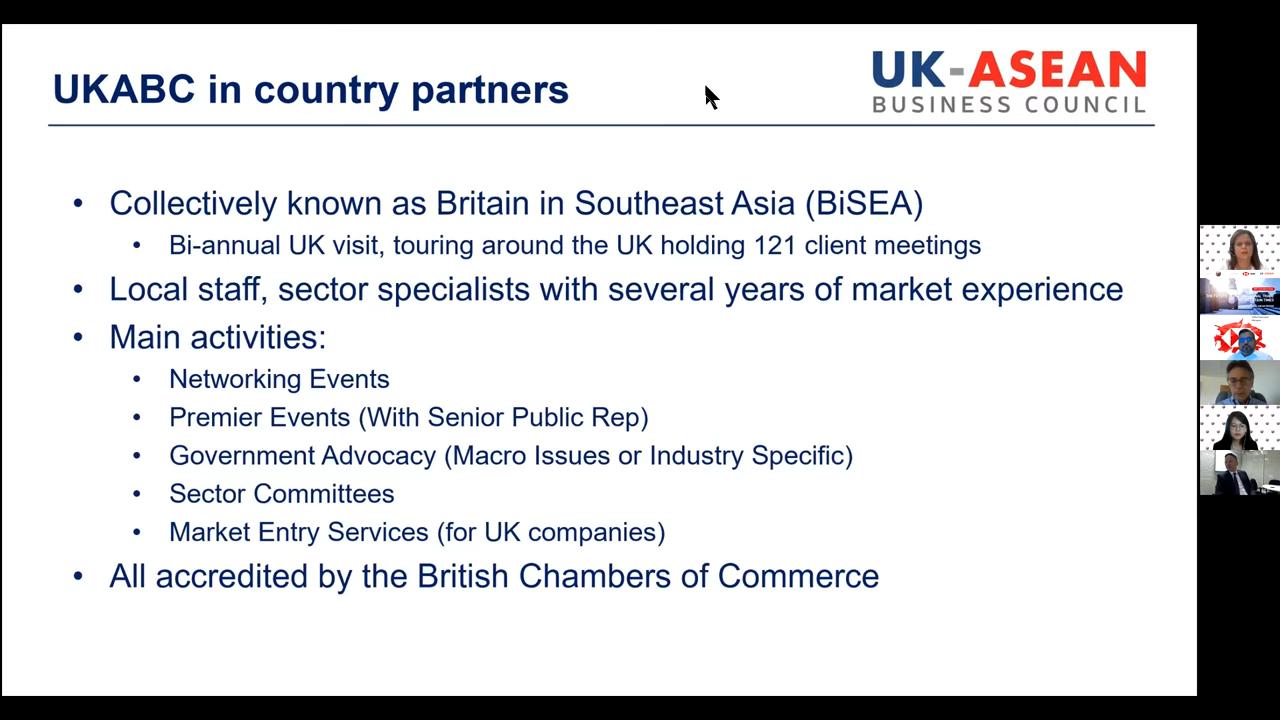 UKABC in country partners
UK-ASEAN
BUSINESS COUNCIL
• Collectively known as Britain in Southeast Asia (BiSEA)
• Bi-annual UK visit, touring around the UK holding 121 client meetings
• Local staff, sector specialists with several years of market experience
• Main activities:
• Networking Events
• Premier Events (With Senior Public Rep)
• Government Advocacy (Macro Issues or Industry Specific)
• Sector Committees
• Market Entry Services (for UK companies)
• All accredited by the British Chambers of Commerce